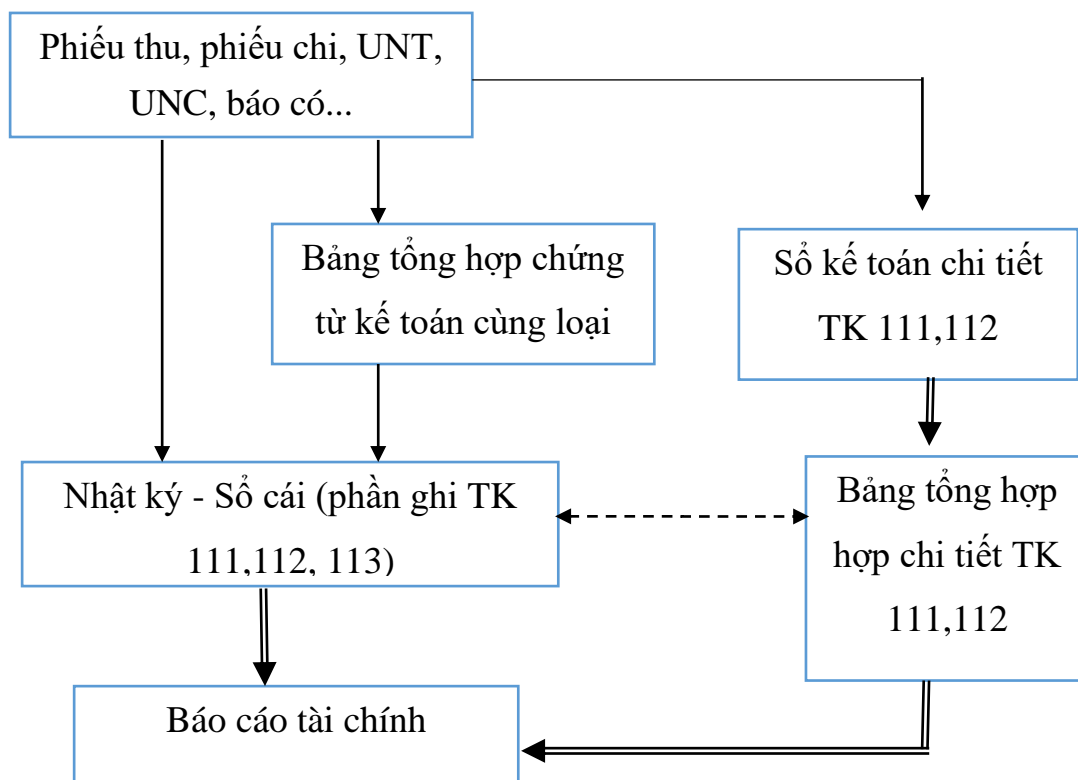 Phiếu thu, phiếu chi, UNT,
UNC, báo có...
Bảng tổng hợp chứng
từ kế toán cùng loại
Sổ kế toán chi tiết
TK 111,112
Nhật ký - Sổ cái (phần ghi TK
111,112, 113)
Bảng tổng hợp
hợp chi tiết TK
111,112
Báo cáo tài chính